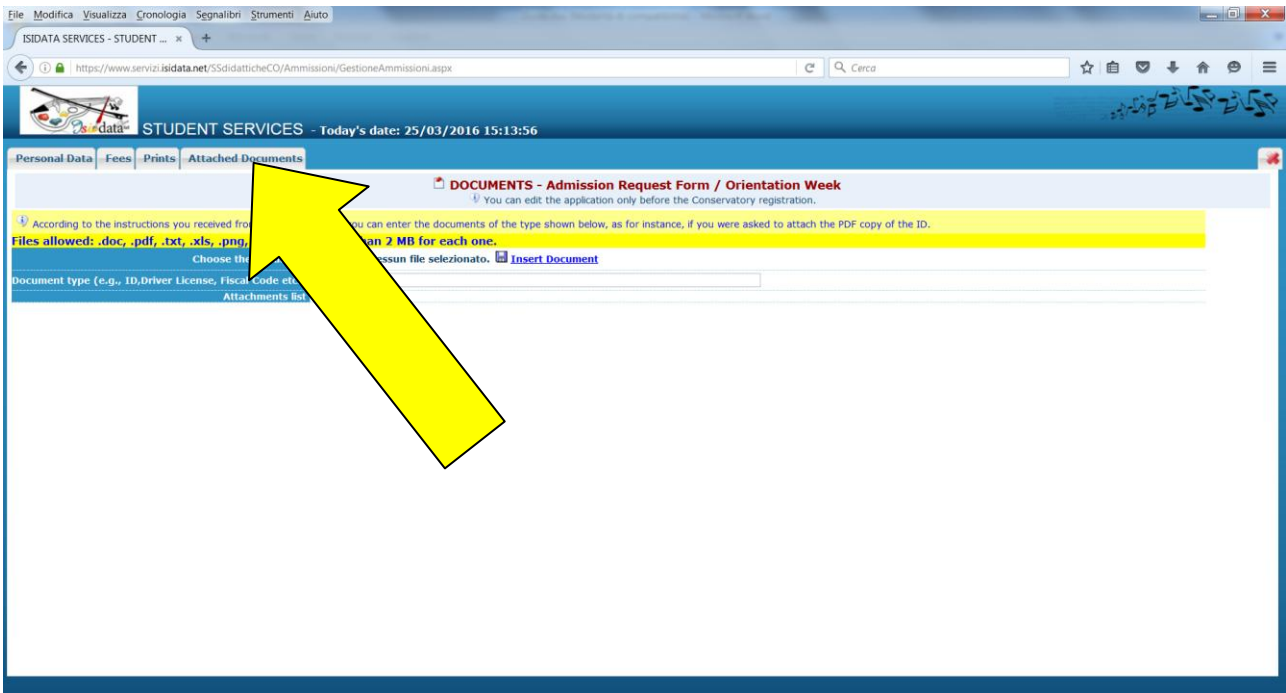 File Modifica Visualizza Cronologia Segnalibri Strumenti Aiuto
ISIDATA SERVICES - STUDENT ... × +
https://www.servizi.isidata.net/SSdidatticheCO/Ammissioni/GestioneAmmissioni.aspx Cerca
Isidata STUDENT SERVICES - Today's date: 25/03/2016 15:13:56
Personal Data Fees Prints Attached Documents
DOCUMENTS - Admission Request Form / Orientation Week
You can edit the application only before the Conservatory registration.
According to the instructions you received you can enter the documents of the type shown below, as for instance, if you were asked to attach the PDF copy of the ID.
Files allowed: .doc, .pdf, .txt, .xls, .png, 2 MB for each one.
Choose the file selezionato. Insert Document
Document type (e.g., ID,Driver License, Fiscal Code
Attachments list